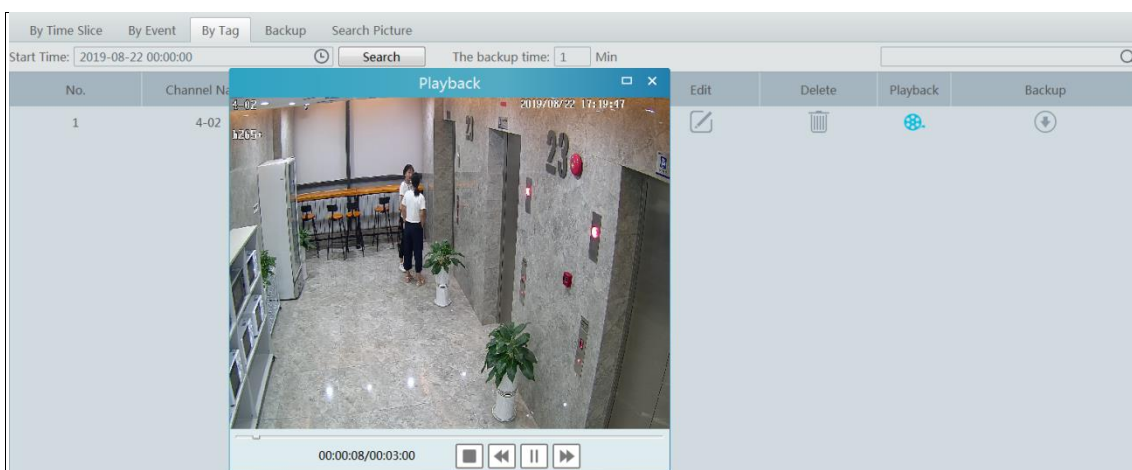 By Time Slice By Event By Tag Backup Search Picture
Start Time: 2019-08-22 00:00:00 Search The backup time: 1 Min
No. Channel Na Playback Edit Delete Playback Backup
4-02 2019/08/22 17:19:47
1 4-02
h265+
21
23
00:00:08/00:03:00